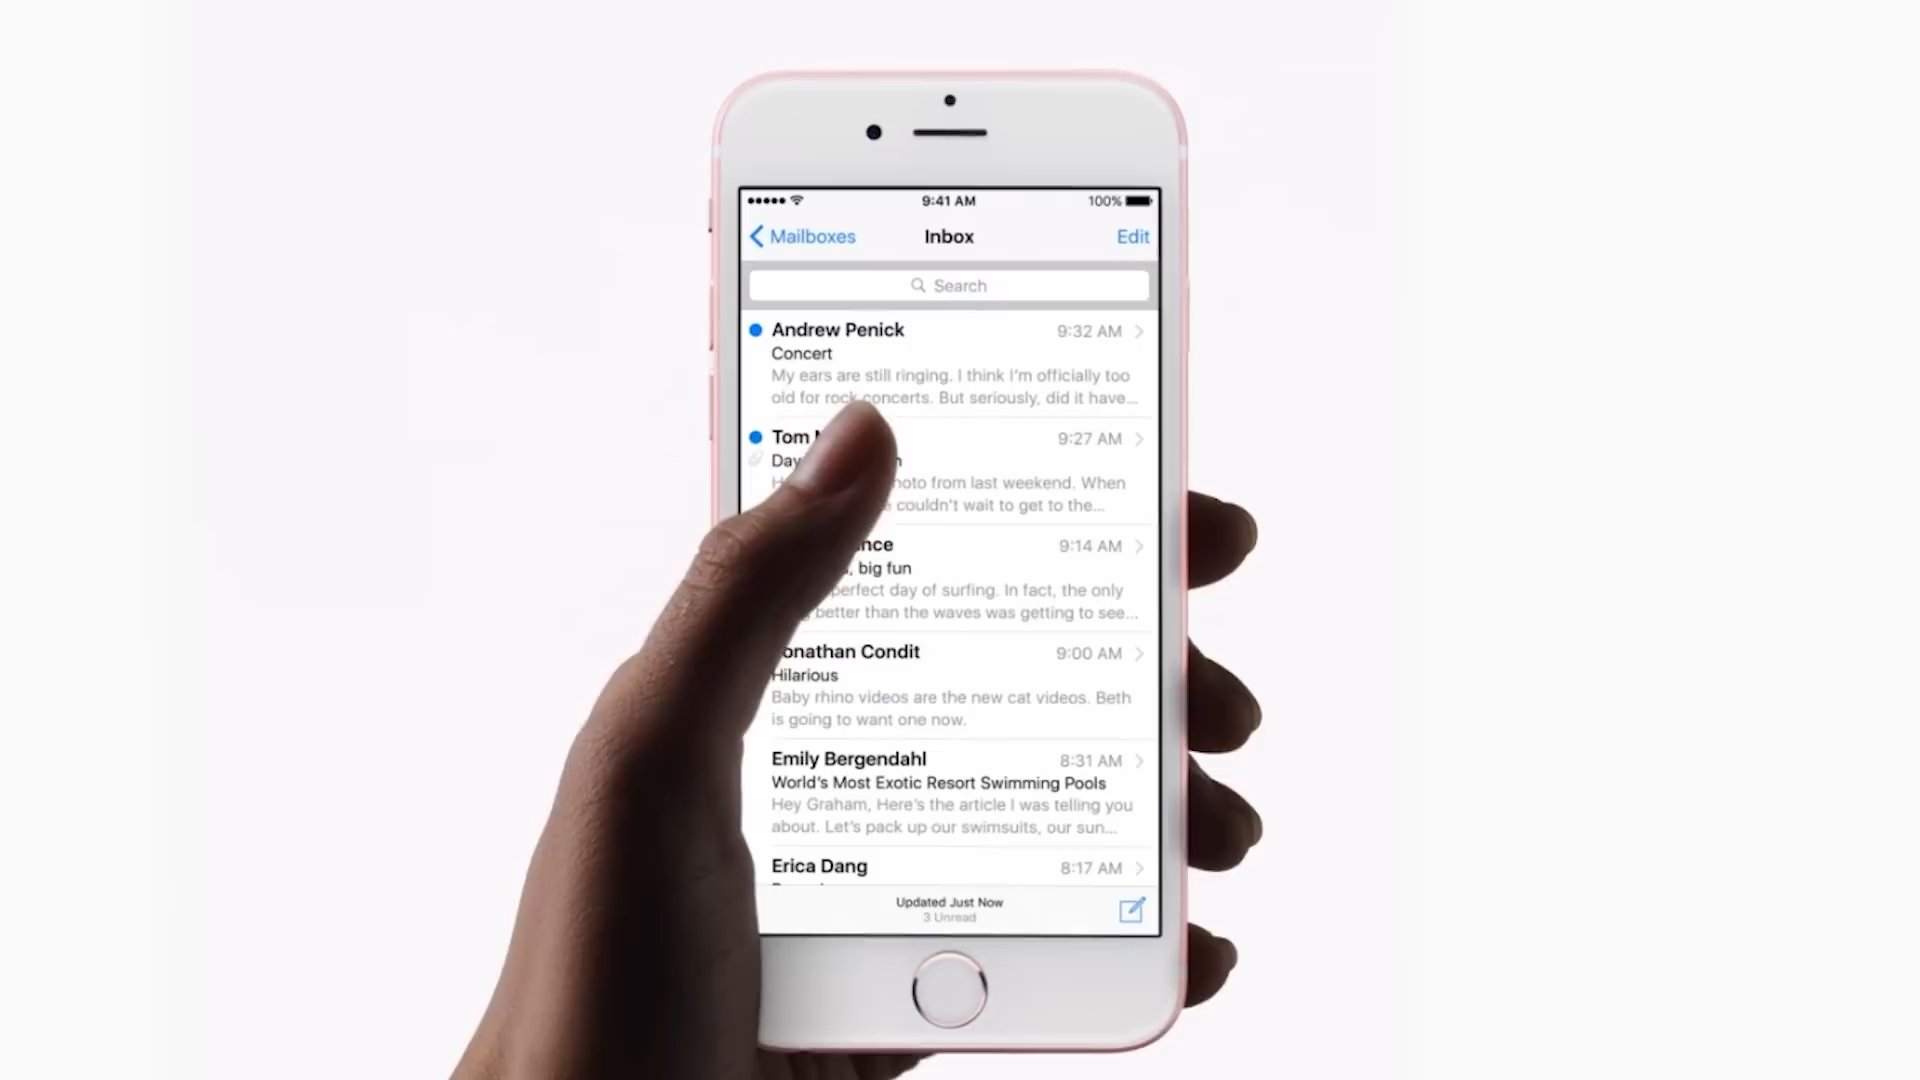 9:41 AM 100%
Mailboxes Inbox Edit
Search
Andrew Penick 9:32 AM
Concert
My ears are still ringing. I think I'm officially too
old for rock concerts. But seriously, did it have...
Tom 9:27 AM
from last weekend. When
couldn't wait to get to the...
9:14 AM
big fun
perfect day of surfing. In fact, the only
better than the waves was getting to see...
Condit 9:00 AM
Hilarious
Baby rhino videos are the new cat videos. Beth
is going to want one now.
Emily Bergendahl 8:31 AM
World's Most Exotic Resort Swimming Pools
Hey Graham, Here's the article I was telling you
about. Let's pack up our swimsuits, our sun...
Erica Dang 8:17 AM
Updated Just Now
3 Unread